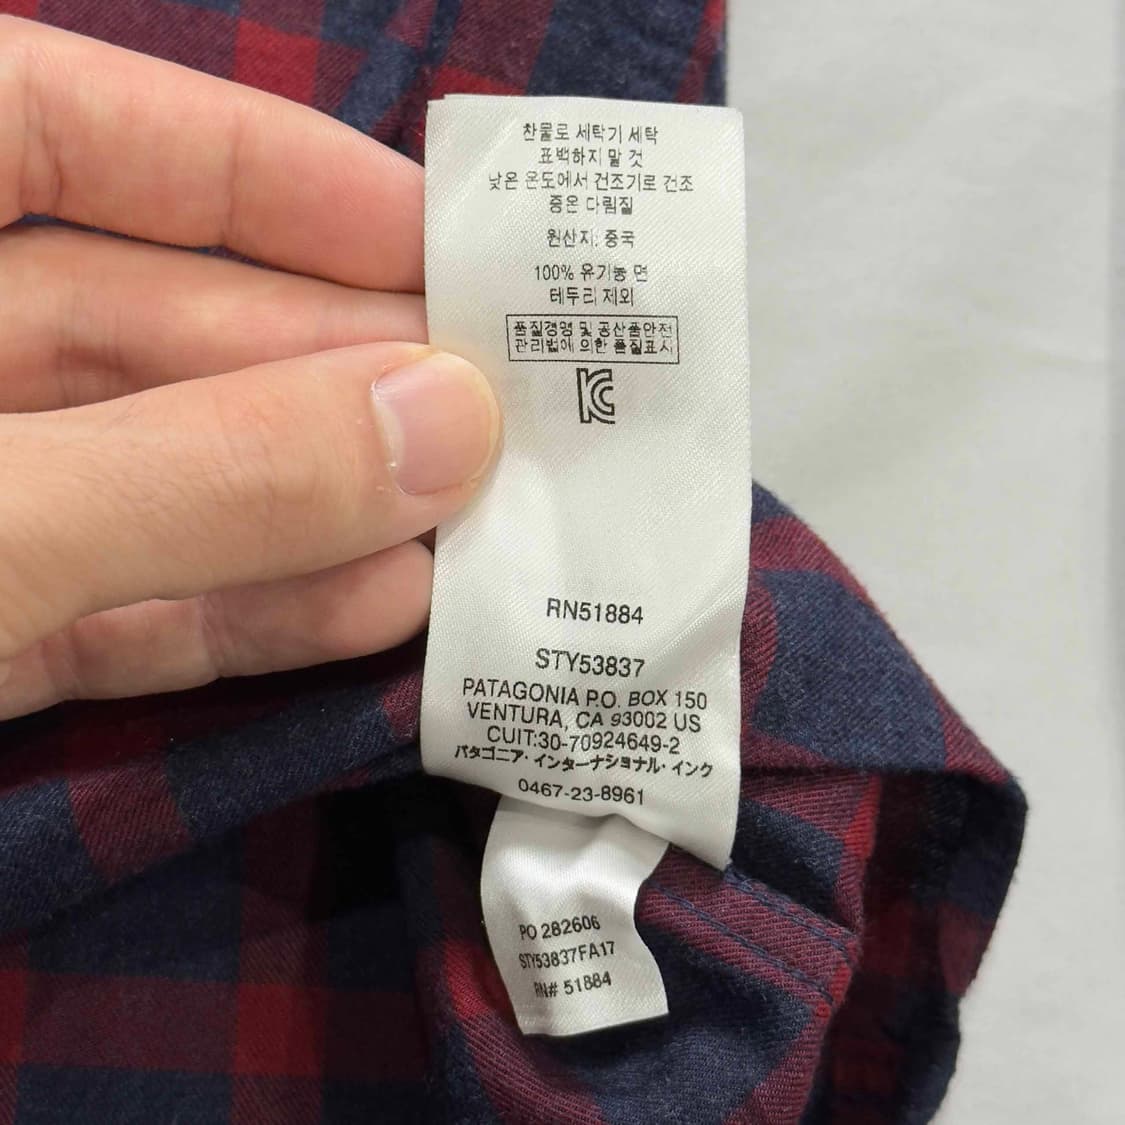 찬물로 세탁기 세탁
표백하지 말 것
낮은 온도에서 건조기로 건조
중온 다림질
원산지: 중국
100% 유기농 면
테두리 제외
품질경영 및 공산품안전
관리법에 의한 품질표시
KC
RN51884
STY53837
PATAGONIA P.O. BOX 150
VENTURA, CA 93002 US
CUIT:30-70924649-2
パタゴニア・インターナショナル・インク
0467-23-8961
PO 282606
STY53837FA17
RN# 51884